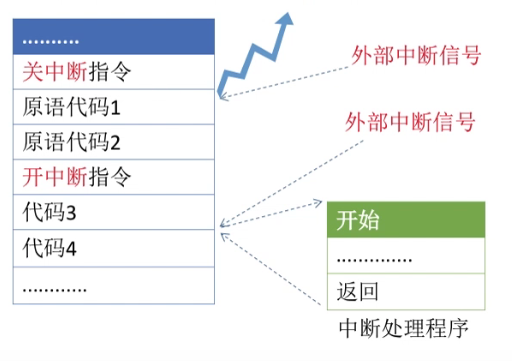 ..........
关中断指令
原语代码1
原语代码2
开中断指令
代码3
代码4
............
外部中断信号
外部中断信号
开始
..............
返回
中断处理程序